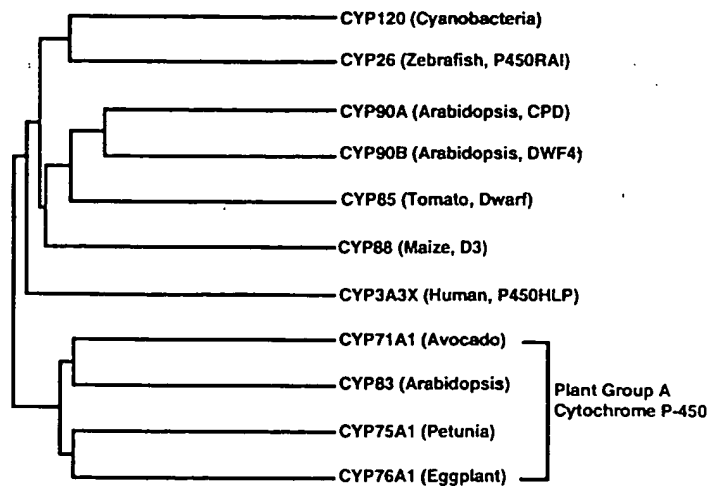 CYP120 (Cyanobacteria)
CYP26 (Zebrafish, P450RAI)
CYP90A (Arabidopsis, CPD)
CYP90B (Arabidopsis, DWF4)
CYP85 (Tomato, Dwarf)
CYP88 (Maize, D3)
CYP3A3X (Human, P450HLP)
CYP71A1 (Avocado)
CYP83 (Arabidopsis)
CYP75A1 (Petunia)
CYP76A1 (Eggplant)
Plant Group A
Cytochrome P-450